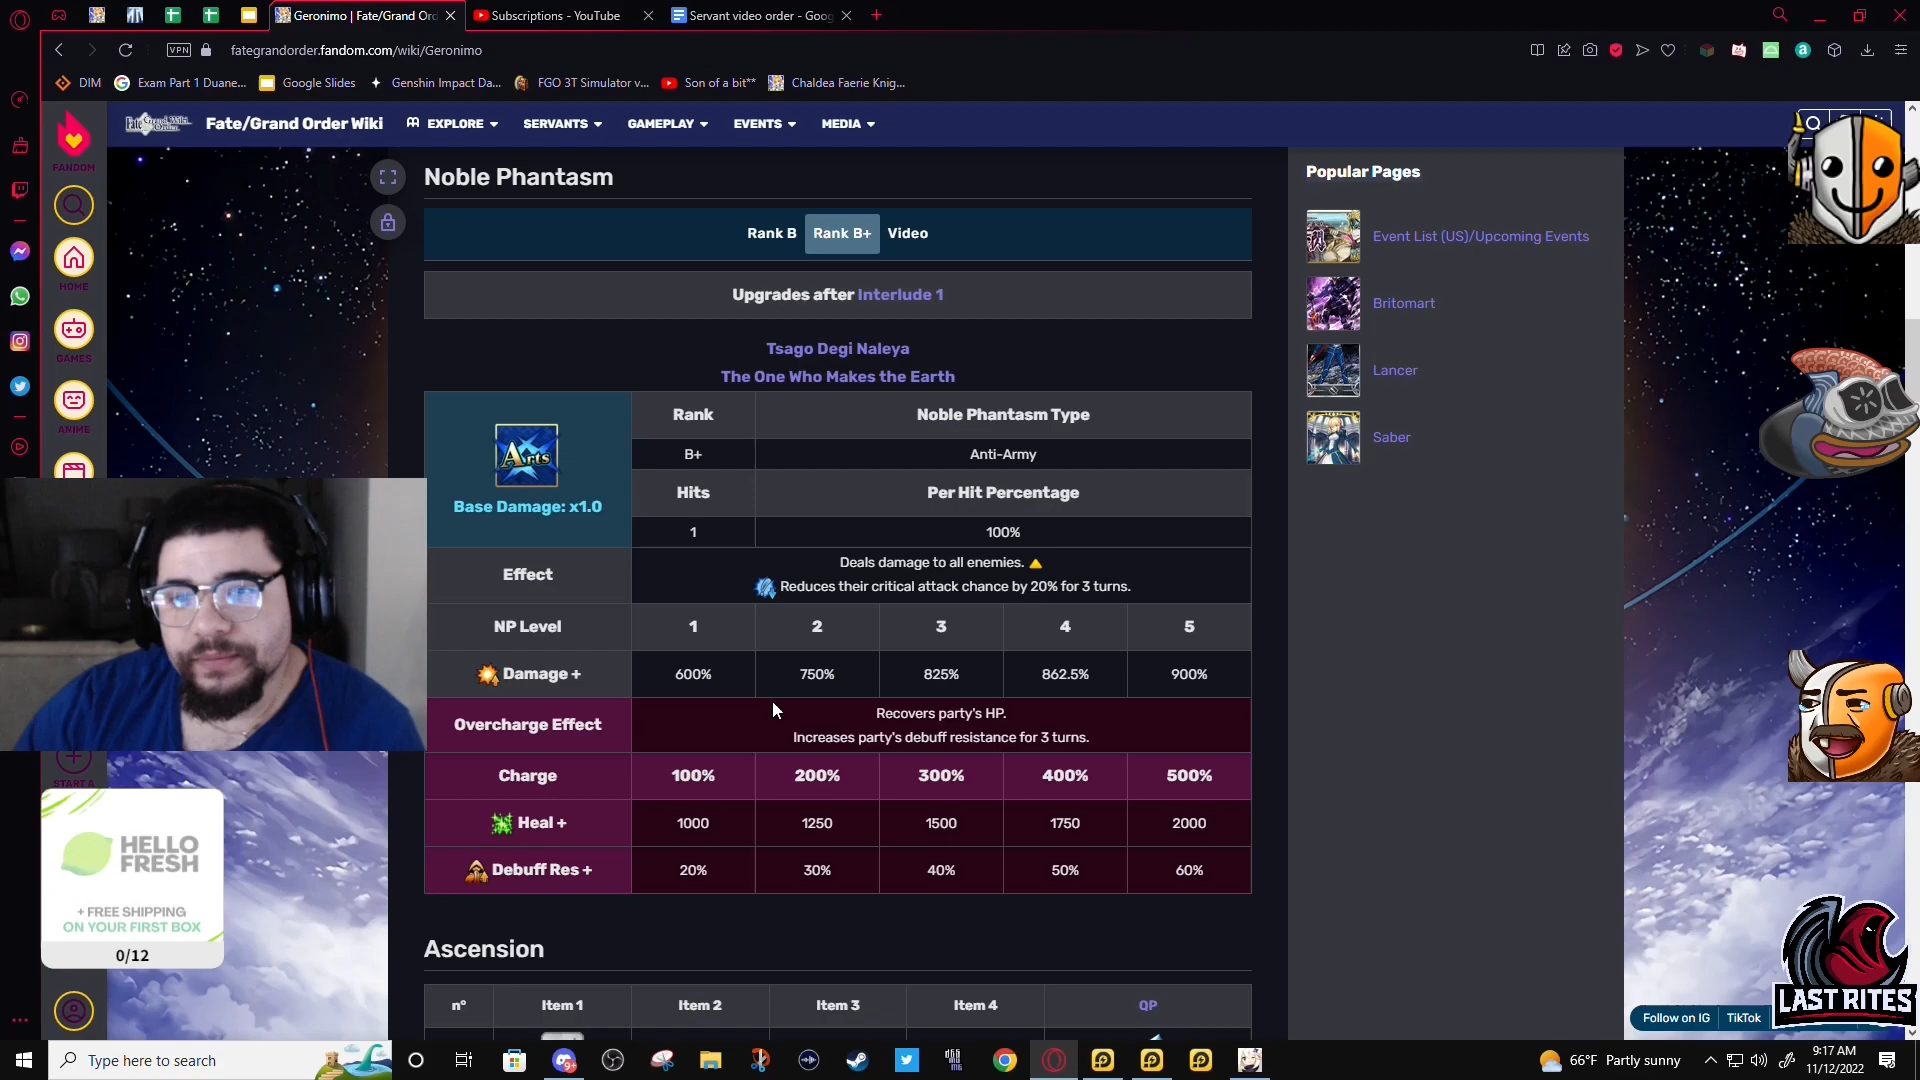 Geronimo | Fate/Grand Ord
Subscriptions - YouTube
Servant video order - Goog
VPN
fategrandorder.fandom.com/wiki/Geronimo
DIM
Exam Part 1 Duane...
Google Slides
Genshin Impact Da...
FGO 3T Simulator v...
Son of a bit**
Chaldea Faerie Knig...
Fate/Grand Order Wiki
EXPLORE
SERVANTS
GAMEPLAY
EVENTS
MEDIA
FANDOM
HOME
GAMES
ANIME
START A
Noble Phantasm
Rank B
Rank B+
Video
Upgrades after Interlude 1
Tsago Degi Naleya
The One Who Makes the Earth
Arts
Base Damage: x1.0
Rank
Noble Phantasm Type
B+
Anti-Army
Hits
Per Hit Percentage
1
100%
Effect
Deals damage to all enemies.
Reduces their critical attack chance by 20% for 3 turns.
NP Level
1
2
3
4
5
Damage +
600%
750%
825%
862.5%
900%
Overcharge Effect
Recovers party's HP.
Increases party's debuff resistance for 3 turns.
Charge
100%
200%
300%
400%
500%
Heal +
1000
1250
1500
1750
2000
Debuff Res +
20%
30%
40%
50%
60%
Ascension
n°
Item 1
Item 2
Item 3
Item 4
QP
Popular Pages
Event List (US)/Upcoming Events
Britomart
Lancer
Saber
HELLO
FRESH
+ FREE SHIPPING
ON YOUR FIRST BOX
0/12
LAST RITES
Follow on IG
TikTok
Type here to search
9+
66°F Partly sunny
9:17 AM
11/12/2022